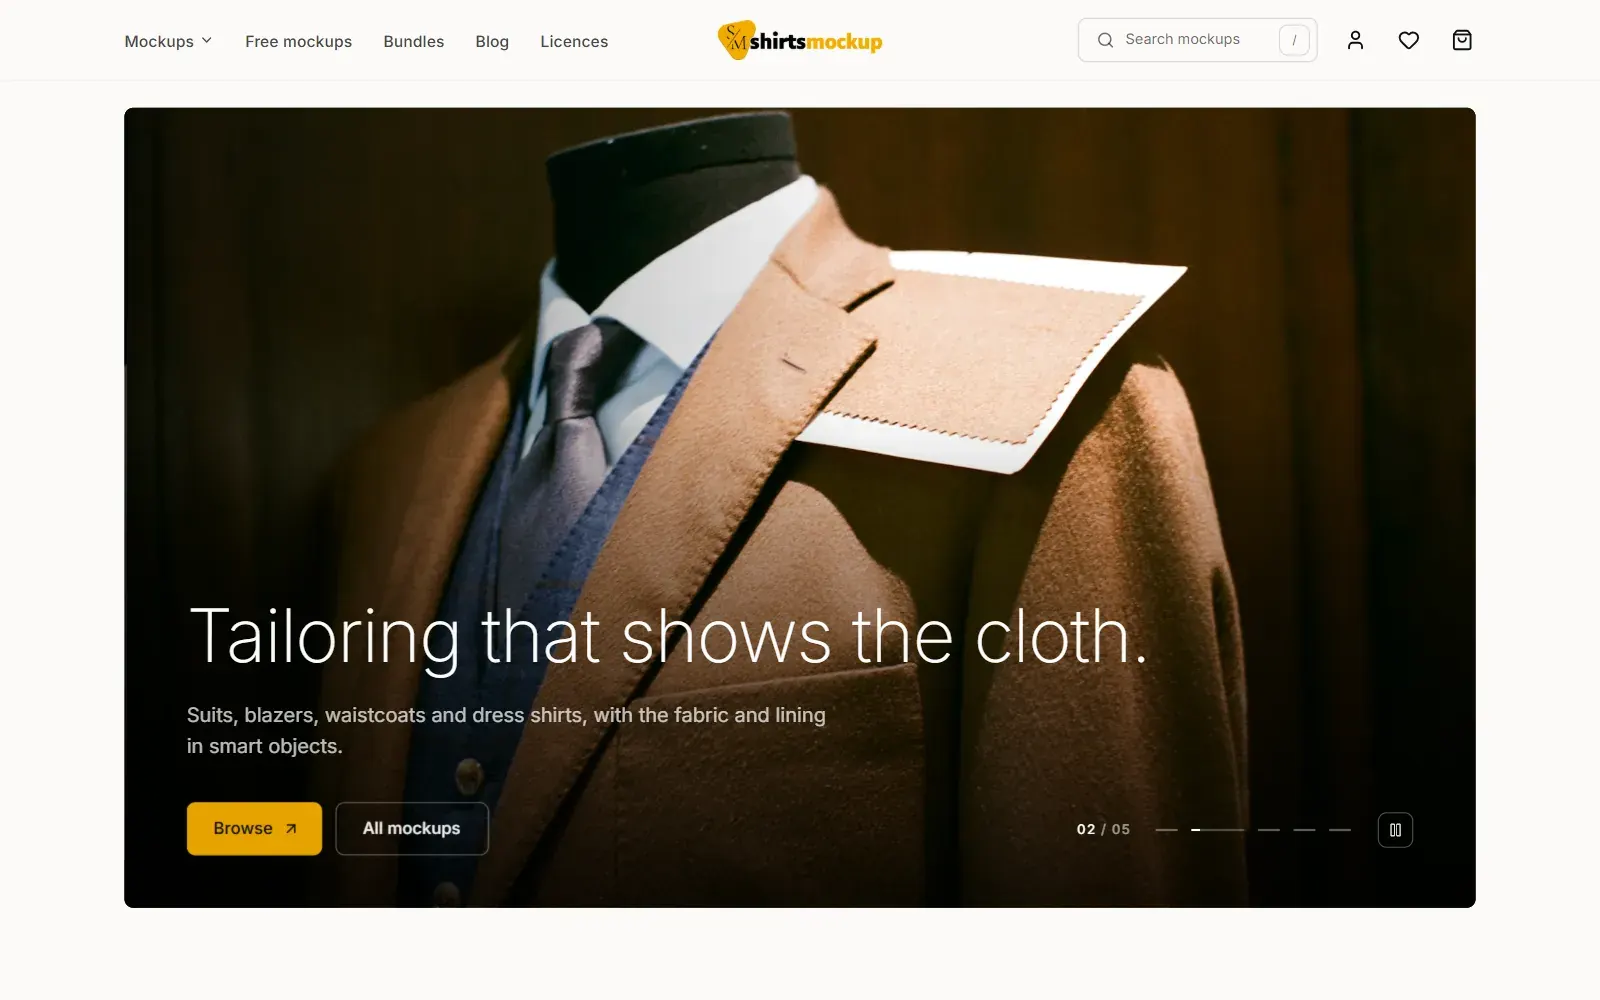 Mockups
Free mockups
Bundles
Blog
Licences
S/M shirtsmockup
Search mockups
/
Tailoring that shows the cloth.
Suits, blazers, waistcoats and dress shirts, with the fabric and lining
in smart objects.
Browse
All mockups
02 / 05